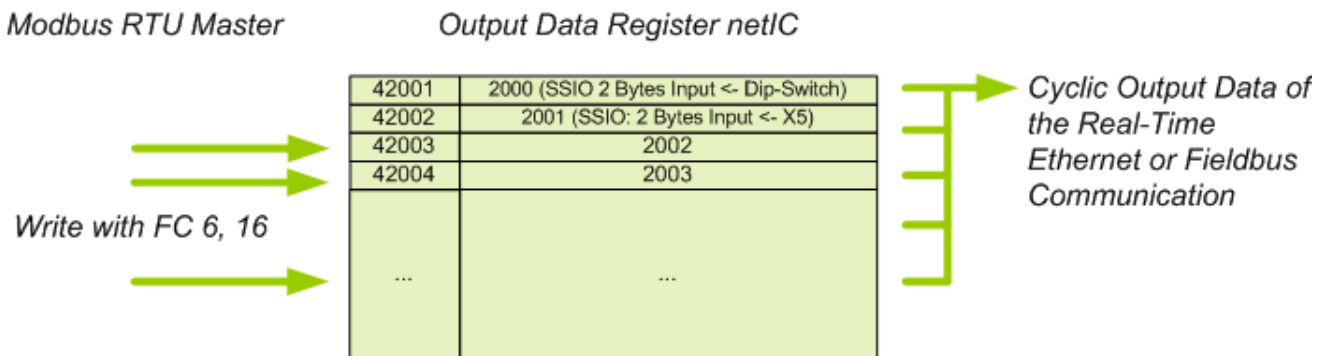 Modbus RTU Master
Output Data Register netIC
42001 2000 (SSIO 2 Bytes Input <- Dip-Switch)
42002 2001 (SSIO: 2 Bytes Input <- X5)
42003 2002
42004 2003
... ...
Write with FC 6, 16
Cyclic Output Data of
the Real-Time
Ethernet or Fieldbus
Communication